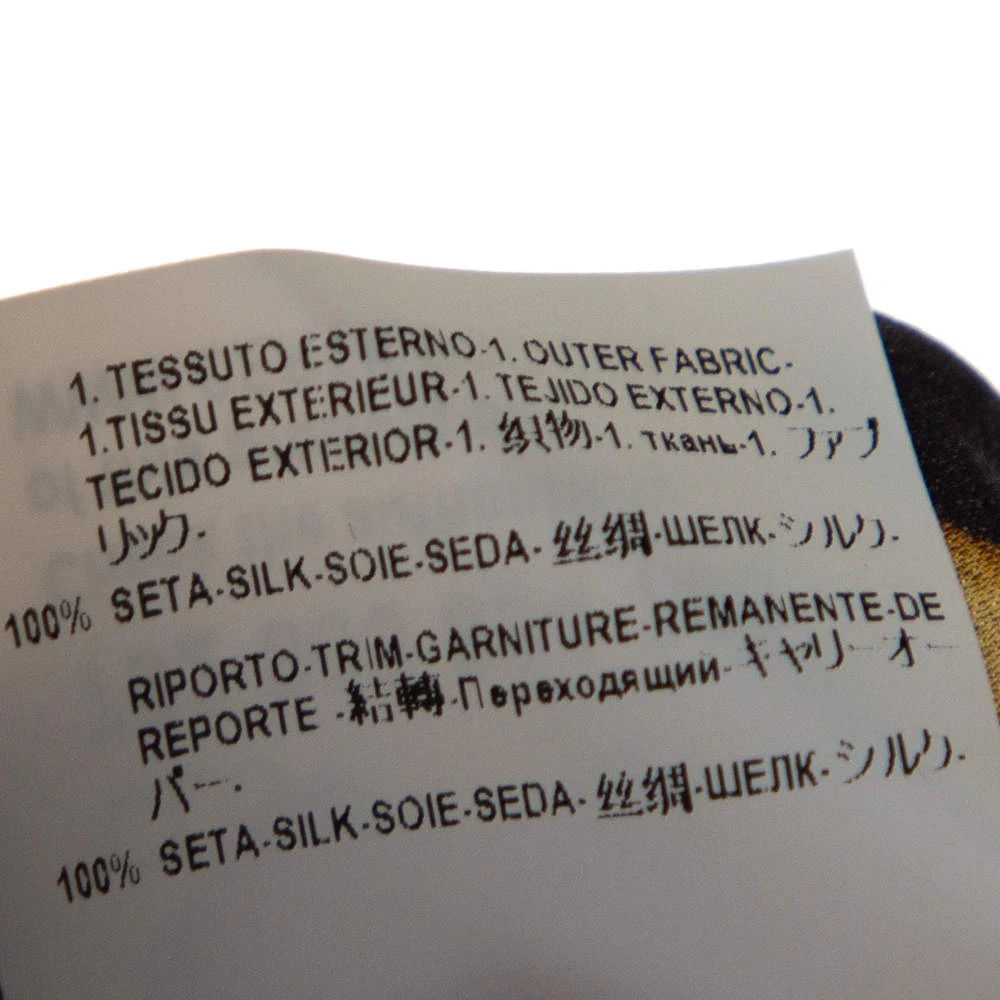 1. TESSUTO ESTERNO-1. OUTER FABRIC-
1.TISSU EXTERIEUR-1. TEJIDO EXTERNO-1.
TECIDO EXTERIOR-1. 织物-1. ткань-1. ファブ
リック.
100% SETA-SILK-SOIE-SEDA-丝绸-ШЕЛК-シルク.
RIPORTO-TRIM-GARNITURE-REMANENTE-DE
REPORTE -結轉-Переходящий-キャリーオー
バー.
100% SETA-SILK-SOIE-SEDA-丝绸-ШЕЛК-シルク.